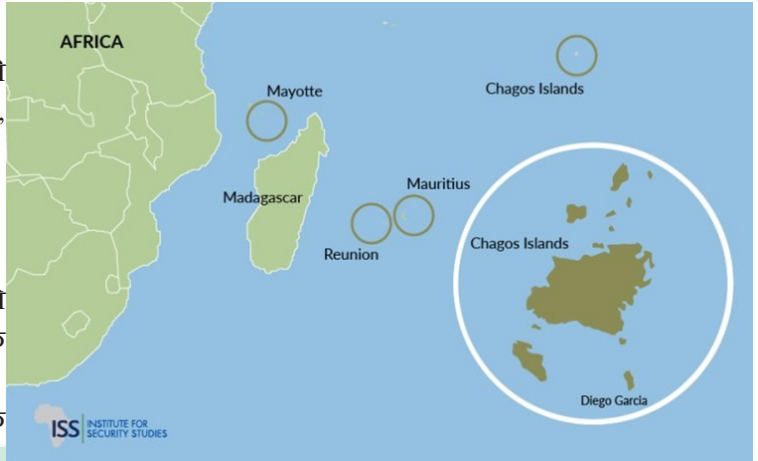 AFRICA
Mayotte
Chagos Islands
Madagascar
Mauritius
Reunion
Chagos Islands
Diego Garcia
ISS INSTITUTE FOR
SECURITY STUDIES